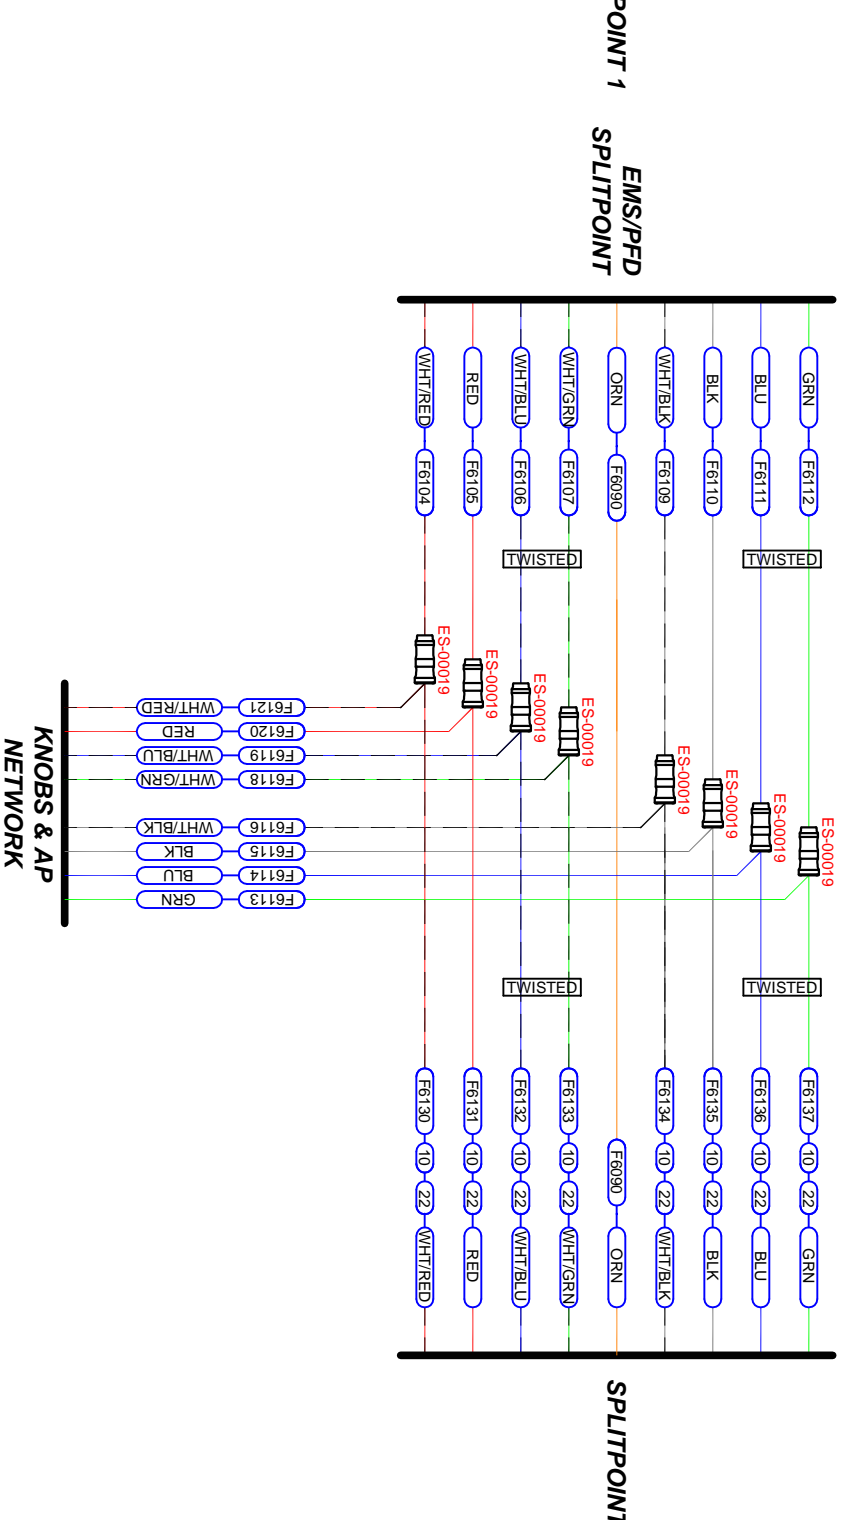 POINT 1
EMS/PFD
SPLITPOINT
GRN F6112
BLU F6111
BLK F6110
WHT/BLK F6109
ORN F6090
WHT/GRN F6107
WHT/BLU F6106
RED F6105
WHT/RED F6104
TWISTED
TWISTED
ES-00019
ES-00019
ES-00019
ES-00019
ES-00019
ES-00019
ES-00019
ES-00019
F6121 WHT/RED
F6120 RED
F6119 WHT/BLU
F6118 WHT/GRN
F6116 WHT/BLK
F6115 BLK
F6114 BLU
F6113 GRN
KNOBS & AP
NETWORK
TWISTED
TWISTED
F6137 10 22 GRN
F6136 10 22 BLU
F6135 10 22 BLK
F6134 10 22 WHT/BLK
F6090 ORN
F6133 10 22 WHT/GRN
F6132 10 22 WHT/BLU
F6131 10 22 RED
F6130 10 22 WHT/RED
SPLITPOINT